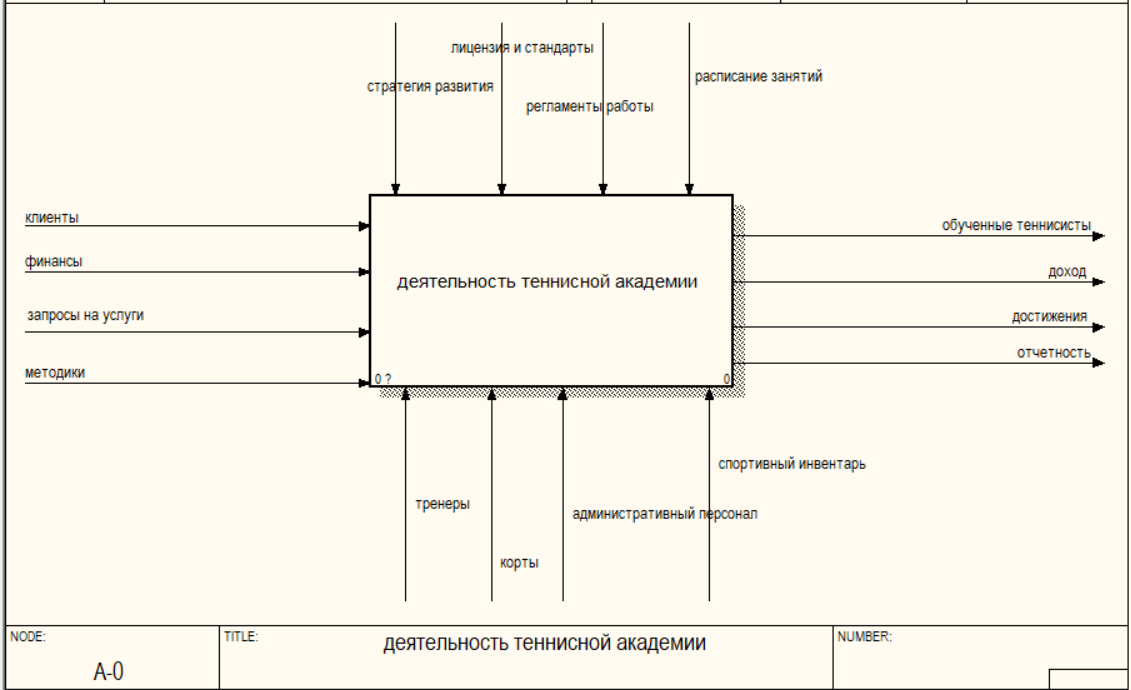 лицензия и стандарты
стратегия развития
расписание занятий
регламенты работы
клиенты
финансы
запросы на услуги
методики
деятельность теннисной академии
0 ?
0
обученные теннисисты
доход
достижения
отчетность
спортивный инвентарь
тренеры
административный персонал
корты
NODE:
A-0
TITLE:
деятельность теннисной академии
NUMBER: